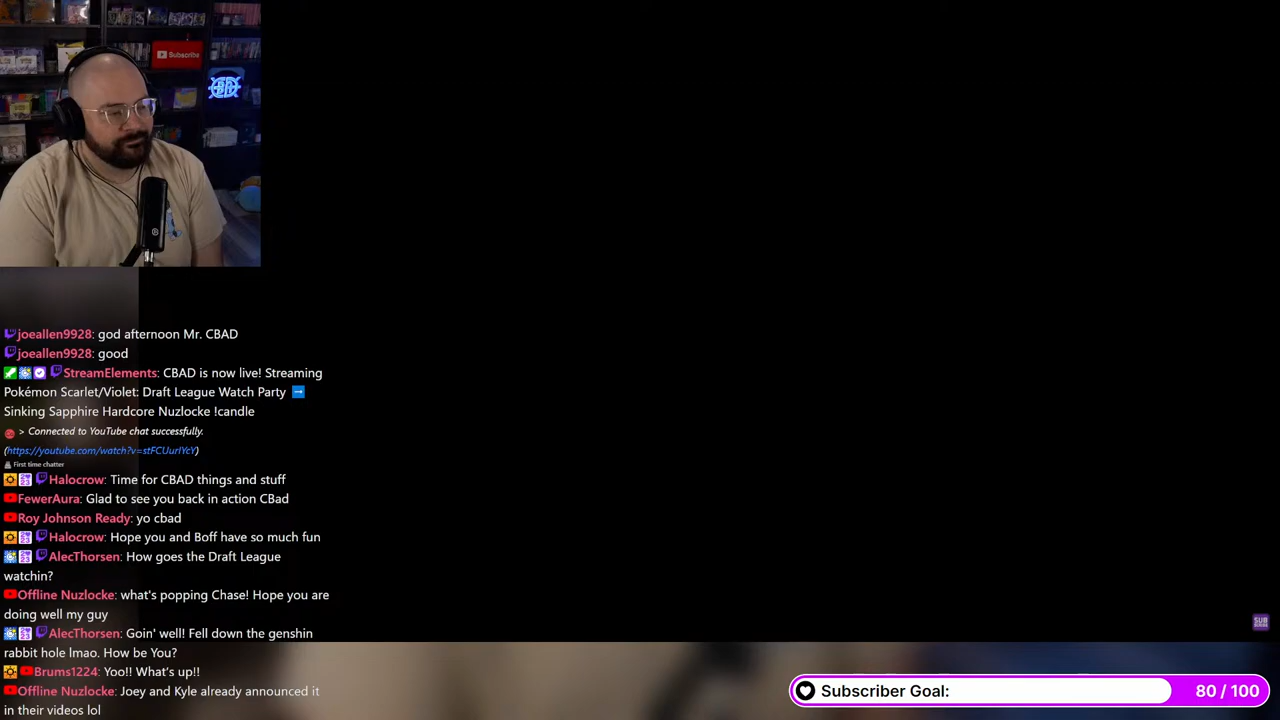 Subscribe
CBAD
joeallen9928: god afternoon Mr. CBAD
joeallen9928: good
StreamElements: CBAD is now live! Streaming
Pokémon Scarlet/Violet: Draft League Watch Party ➡
Sinking Sapphire Hardcore Nuzlocke !candle
> Connected to YouTube chat successfully.
First time chatter
Halocrow: Time for CBAD things and stuff
FewerAura: Glad to see you back in action CBad
Roy Johnson Ready: yo cbad
Halocrow: Hope you and Boff have so much fun
AlecThorsen: How goes the Draft League
watchin?
Offline Nuzlocke: what's popping Chase! Hope you are
doing well my guy
AlecThorsen: Goin' well! Fell down the genshin
rabbit hole lmao. How be You?
Brums1224: Yoo!! What's up!!
Offline Nuzlocke: Joey and Kyle already announced it
in their videos lol
SUB
Subscriber Goal:
80 / 100